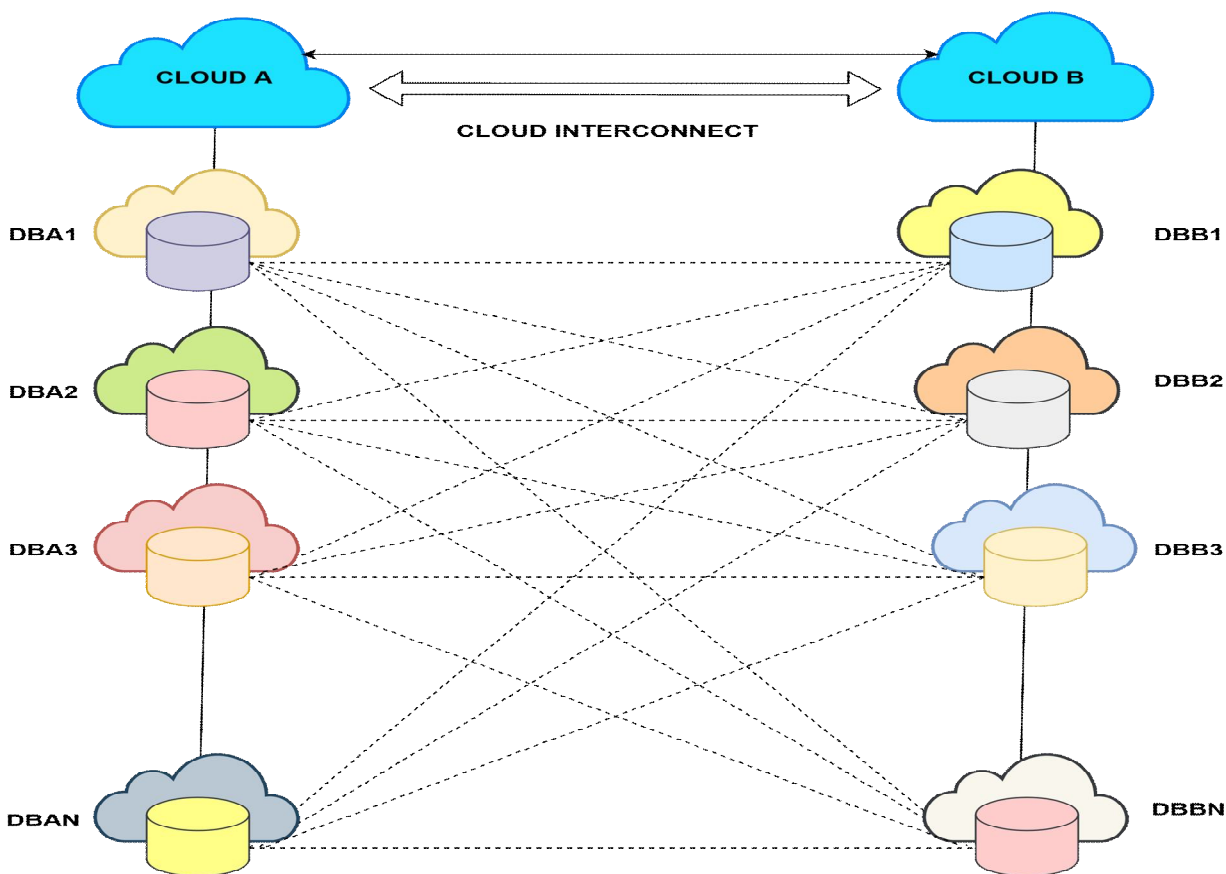 CLOUD A
CLOUD B
CLOUD INTERCONNECT
DBA1
DBB1
DBA2
DBB2
DBA3
DBB3
DBAN
DBBN